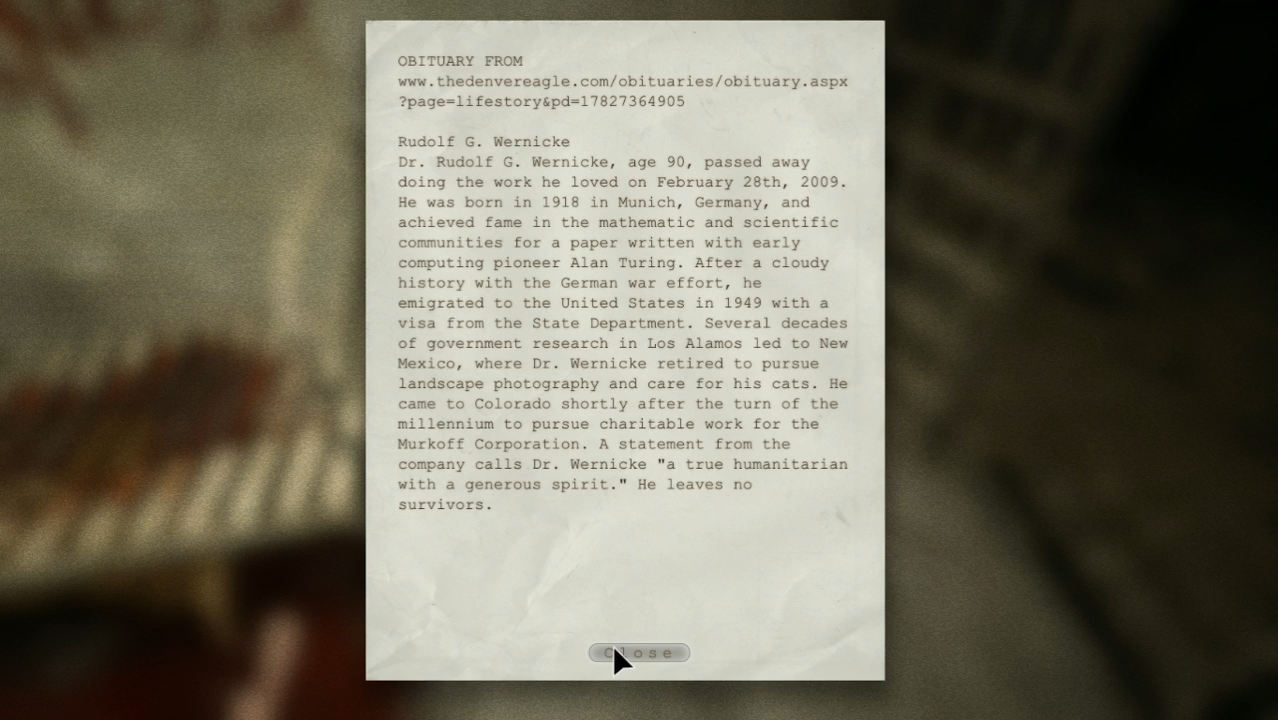 OBITUARY FROM
www.thedenvereagle.com/obituaries/obituary.aspx
?page=lifestory&pd=17827364905
Rudolf G. Wernicke
Dr. Rudolf G. Wernicke, age 90, passed away
doing the work he loved on February 28th, 2009.
He was born in 1918 in Munich, Germany, and
achieved fame in the mathematic and scientific
communities for a paper written with early
computing pioneer Alan Turing. After a cloudy
history with the German war effort, he
emigrated to the United States in 1949 with a
visa from the State Department. Several decades
of government research in Los Alamos led to New
Mexico, where Dr. Wernicke retired to pursue
landscape photography and care for his cats. He
came to Colorado shortly after the turn of the
millennium to pursue charitable work for the
Murkoff Corporation. A statement from the
company calls Dr. Wernicke "a true humanitarian
with a generous spirit." He leaves no
survivors.
Close